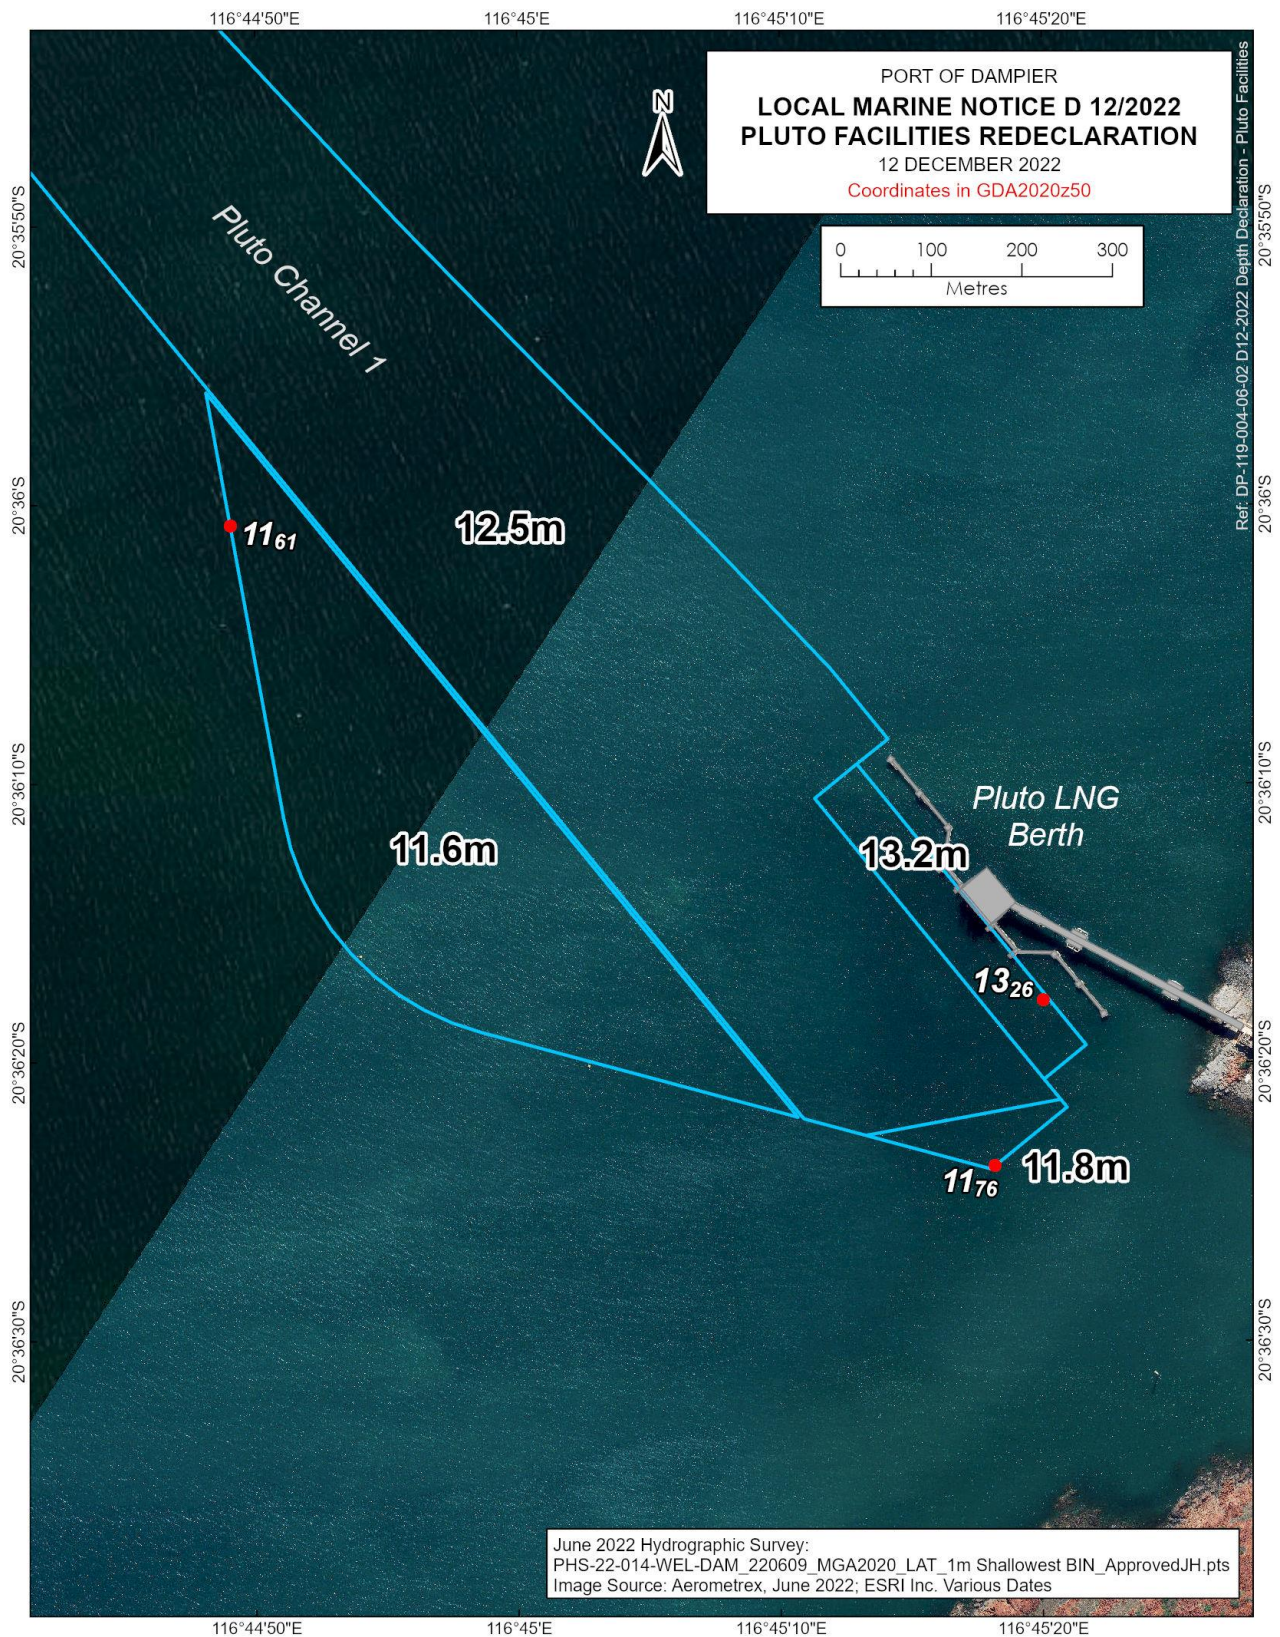 116°44'50"E
116°45'E
116°45'10"E
116°45'20"E
PORT OF DAMPIER
LOCAL MARINE NOTICE D 12/2022
PLUTO FACILITIES REDECLARATION
12 DECEMBER 2022
Coordinates in GDA2020z50
N
0 100 200 300
Metres
Ref: DP-119-004-06-02 D12-2022 Depth Declaration - Pluto Facilities
20°35'50"S
20°35'50"S
Pluto Channel 1
20°36'S
20°36'S
12.5m
11₆₁
20°36'10"S
20°36'10"S
Pluto LNG
Berth
11.6m
13.2m
13₂₆
20°36'20"S
20°36'20"S
11.8m
11₇₆
20°36'30"S
20°36'30"S
June 2022 Hydrographic Survey:
PHS-22-014-WEL-DAM_220609_MGA2020_LAT_1m Shallowest BIN_ApprovedJH.pts
Image Source: Aerometrex, June 2022; ESRI Inc. Various Dates
116°44'50"E
116°45'E
116°45'10"E
116°45'20"E